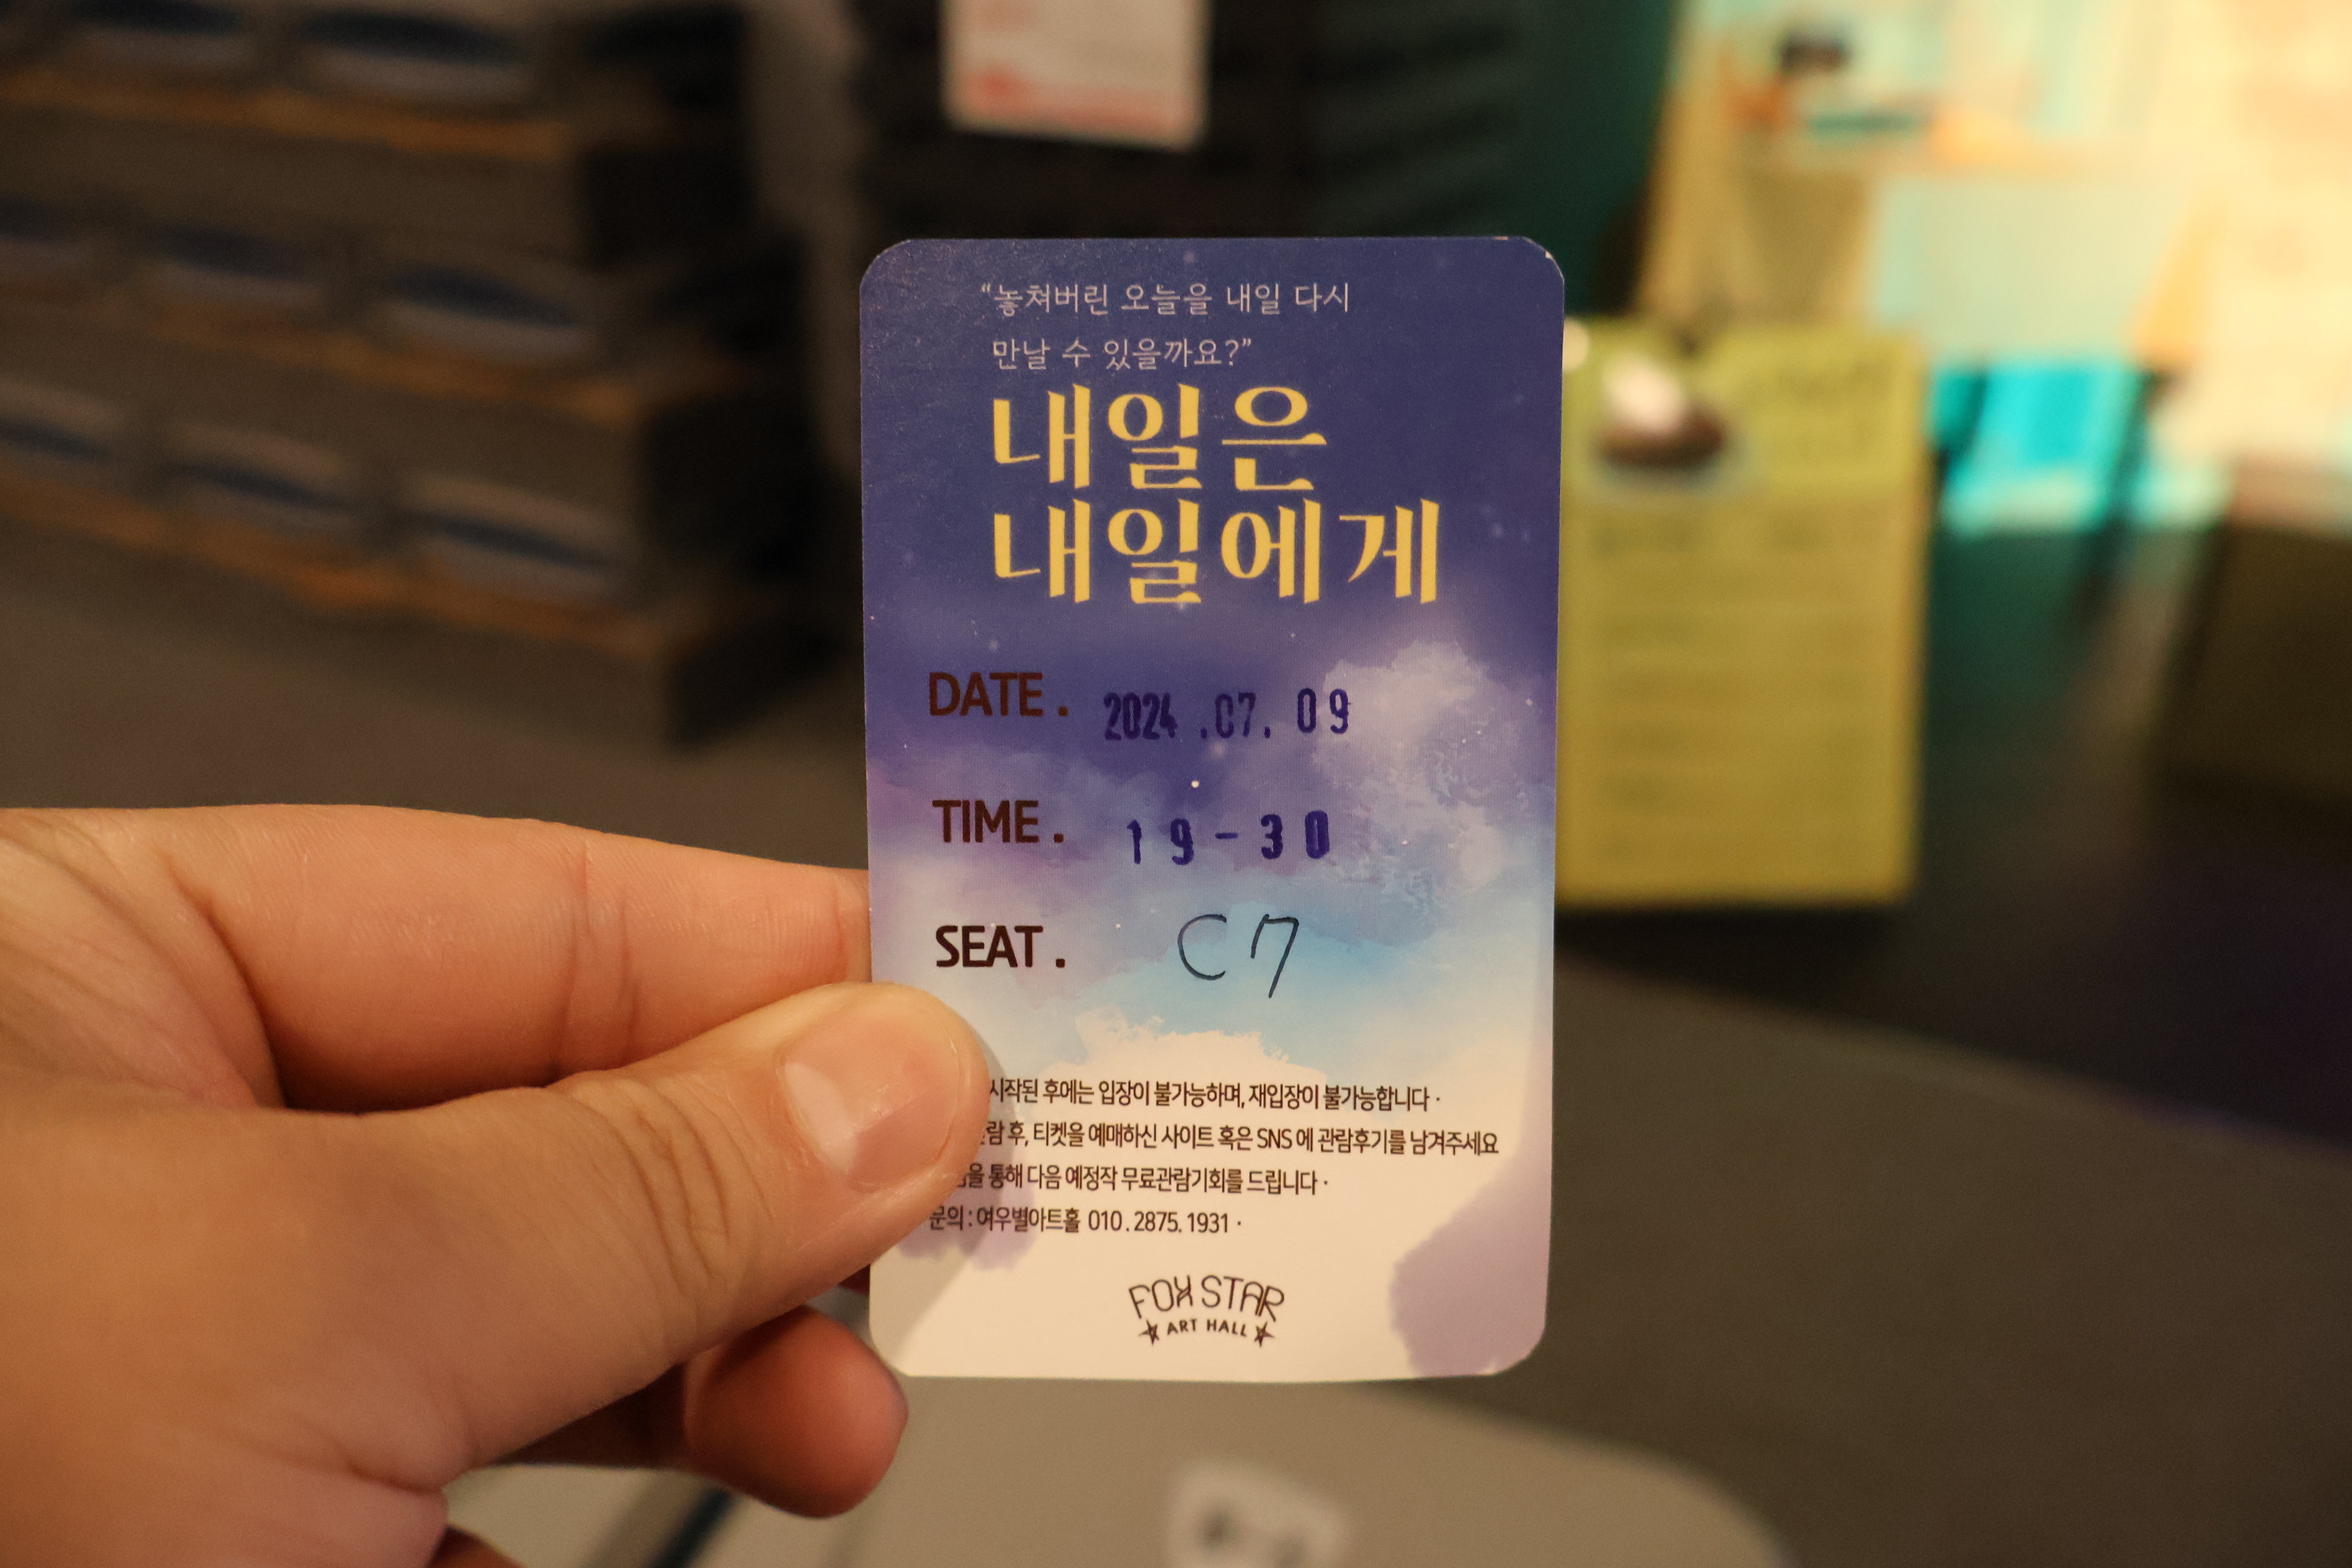 “놓쳐버린 오늘을 내일 다시
만날 수 있을까요?”
내일은
내일에게
DATE . 2024 .07. 09
TIME . 19-30
SEAT . C7
시작된 후에는 입장이 불가능하며, 재입장이 불가능합니다 ·
후, 티켓을 예매하신 사이트 혹은 SNS 에 관람후기를 남겨주세요
통해 다음 예정작 무료관람기회를 드립니다 ·
문의 : 여우별아트홀 010 . 2875. 1931 ·
FOX STAR
ART HALL